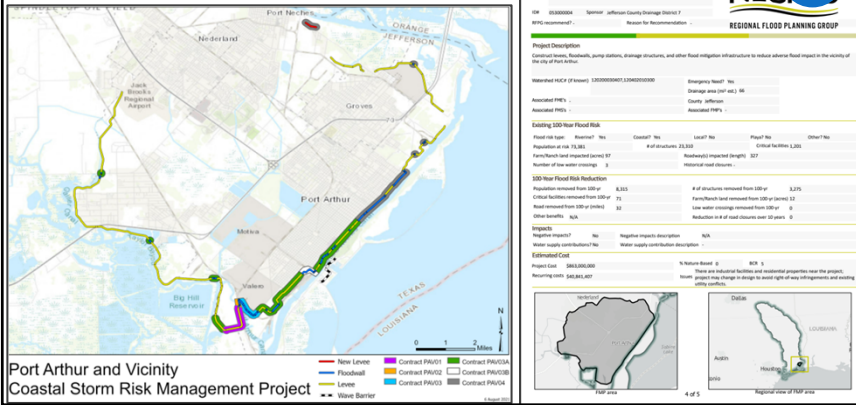 Port Neches
ORANGE
JEFFERSON
Nederland
Jack
Brooks
Regional
Airport
Groves
Port Arthur
Big Hill
Reservoir
TEXAS
LOUISIANA
N
0 1 2
Miles
Port Arthur and Vicinity
Coastal Storm Risk Management Project
New Levee
Floodwall
Levee
Wave Barrier
Contract PAV01
Contract PAV02
Contract PAV03
Contract PAV03A
Contract PAV03B
Contract PAV04
REGIONAL FLOOD PLANNING GROUP
ID# 053000004 Sponsor Jefferson County Drainage District 7
RFPG recommend? - Reason for Recommendation -
Project Description
Construct levees, floodwalls, pump stations, drainage structures, and other flood mitigation infrastructure to reduce adverse flood impact in the vicinity of
the city of Port Arthur.
Watershed HUC# (if known) Emergency Need? Yes
Drainage area (mi² est.) 66
Associated FME's - County Jefferson
Associated FMS's - Associated FMP's -
Existing 100-Year Flood Risk
Flood risk type: Riverine? Yes Coastal? Yes Local? No Playa? No Other? No
Population at risk 73,381 # of structures 23,310 Critical facilities 1,201
Farm/Ranch land impacted (acres) 97 Roadway(s) impacted (length) 327
Number of low water crossings 3 Historical road closures -
100-Year Flood Risk Reduction
Population removed from 100-yr 8,315 # of structures removed from 100-yr 3,275
Critical facilities removed from 100-yr 71 Farm/Ranch land removed from 100-yr (acres) 12
Road removed from 100-yr (miles) 32 Low water crossings removed from 100-yr 0
Other benefits N/A Reduction in # of road closures over 10 years 0
Impacts
Negative impacts? No Negative impacts description N/A
Water supply contributions? No Water supply contribution description -
Estimated Cost
Project Cost $863,000,000 % Nature-Based 0 BCR 5
Recurring costs $40,841,407 Issues There are industrial facilities and residential properties near the project;
project may change in design to avoid right of way infringements and existing
utility conflicts.
Nederland
FMP area
4 of 5
Dallas
LOUISIANA
Austin
Houston
Regional view of FMP area